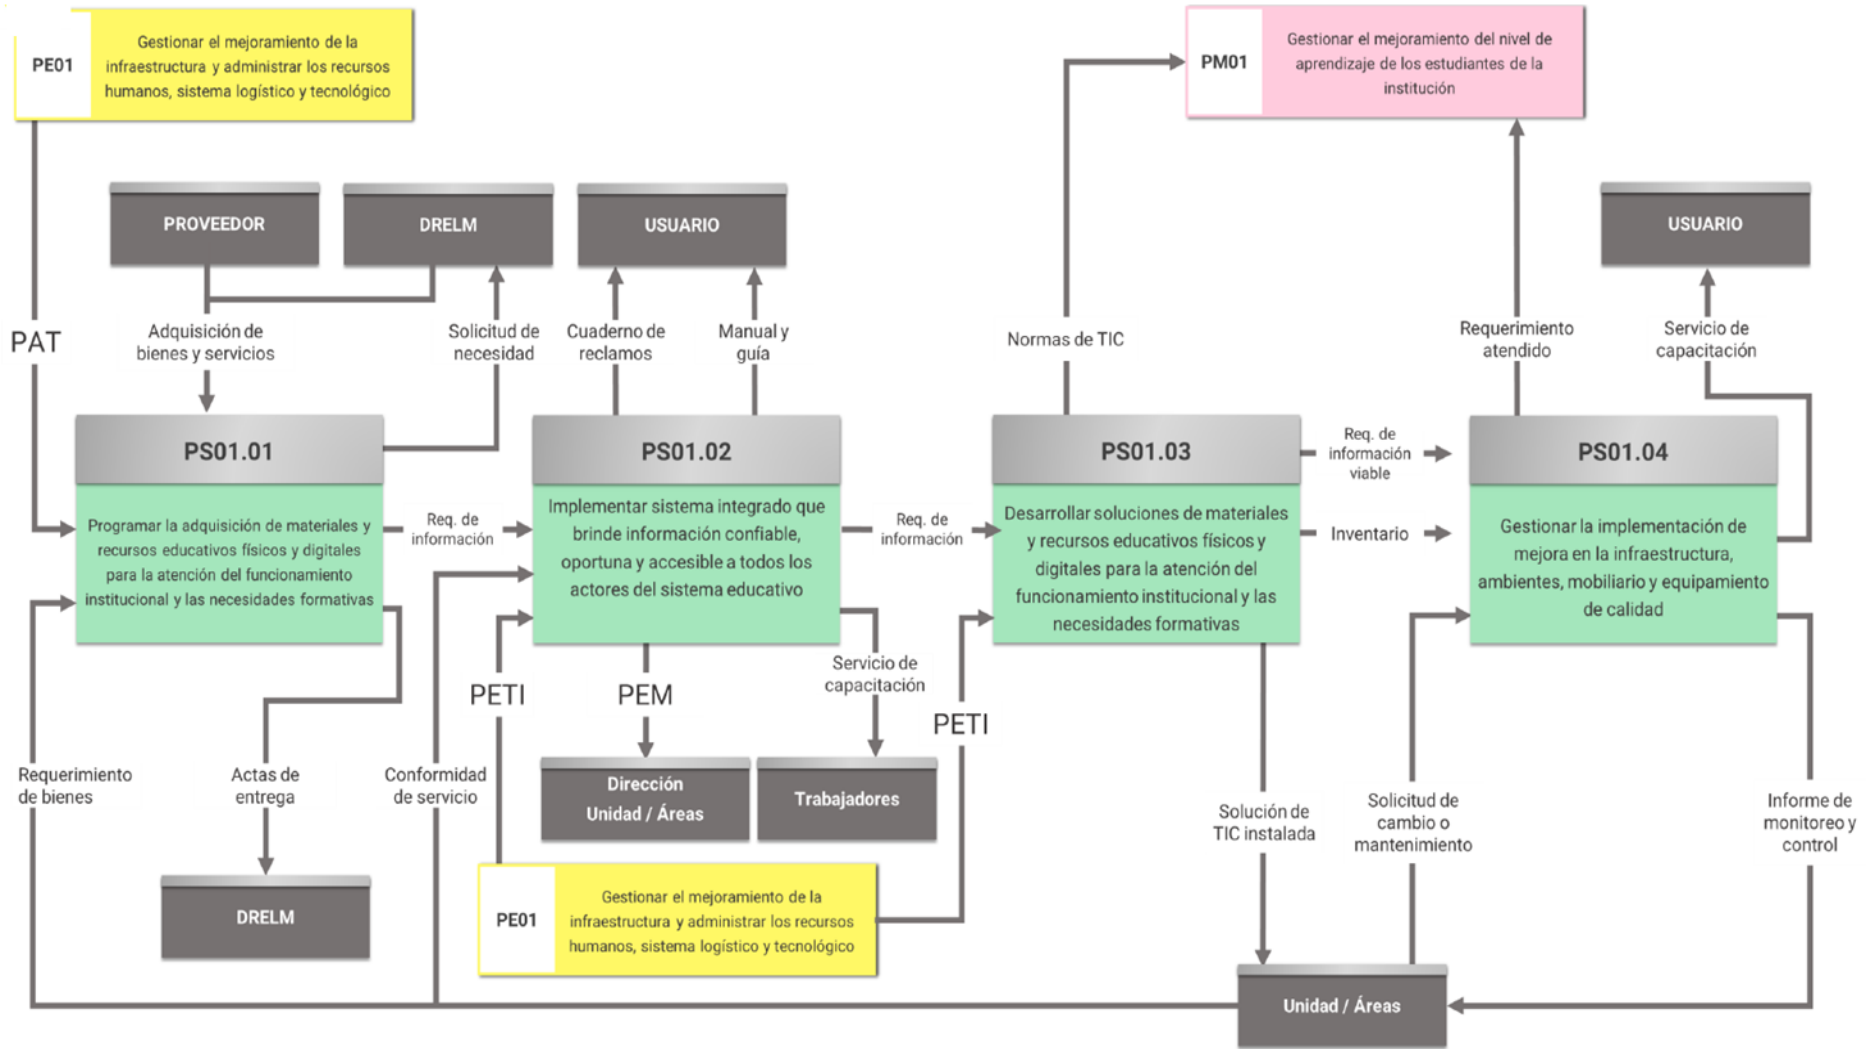 PE01
Gestionar el mejoramiento de la
infraestructura y administrar los recursos
humanos, sistema logístico y tecnológico
PM01
Gestionar el mejoramiento del nivel de
aprendizaje de los estudiantes de la
institución
PROVEEDOR
DRELM
USUARIO
USUARIO
PAT
Adquisición de
bienes y servicios
Solicitud de
necesidad
Cuaderno de
reclamos
Manual y
guía
Normas de TIC
Requerimiento
atendido
Servicio de
capacitación
PS01.01
Programar la adquisición de materiales y
recursos educativos físicos y digitales
para la atención del funcionamiento
institucional y las necesidades formativas
Req. de
información
PS01.02
Implementar sistema integrado que
brinde información confiable,
oportuna y accesible a todos los
actores del sistema educativo
Req. de
información
PS01.03
Desarrollar soluciones de materiales
y recursos educativos físicos y
digitales para la atención del
funcionamiento institucional y las
necesidades formativas
Req. de
información
viable
Inventario
PS01.04
Gestionar la implementación de
mejora en la infraestructura,
ambientes, mobiliario y equipamiento
de calidad
PETI
PEM
Servicio de
capacitación
PETI
Requerimiento
de bienes
Actas de
entrega
Conformidad
de servicio
Dirección
Unidad / Áreas
Trabajadores
Solución de
TIC instalada
Solicitud de
cambio o
mantenimiento
Informe de
monitoreo y
control
DRELM
PE01
Gestionar el mejoramiento de la
infraestructura y administrar los recursos
humanos, sistema logístico y tecnológico
Unidad / Áreas